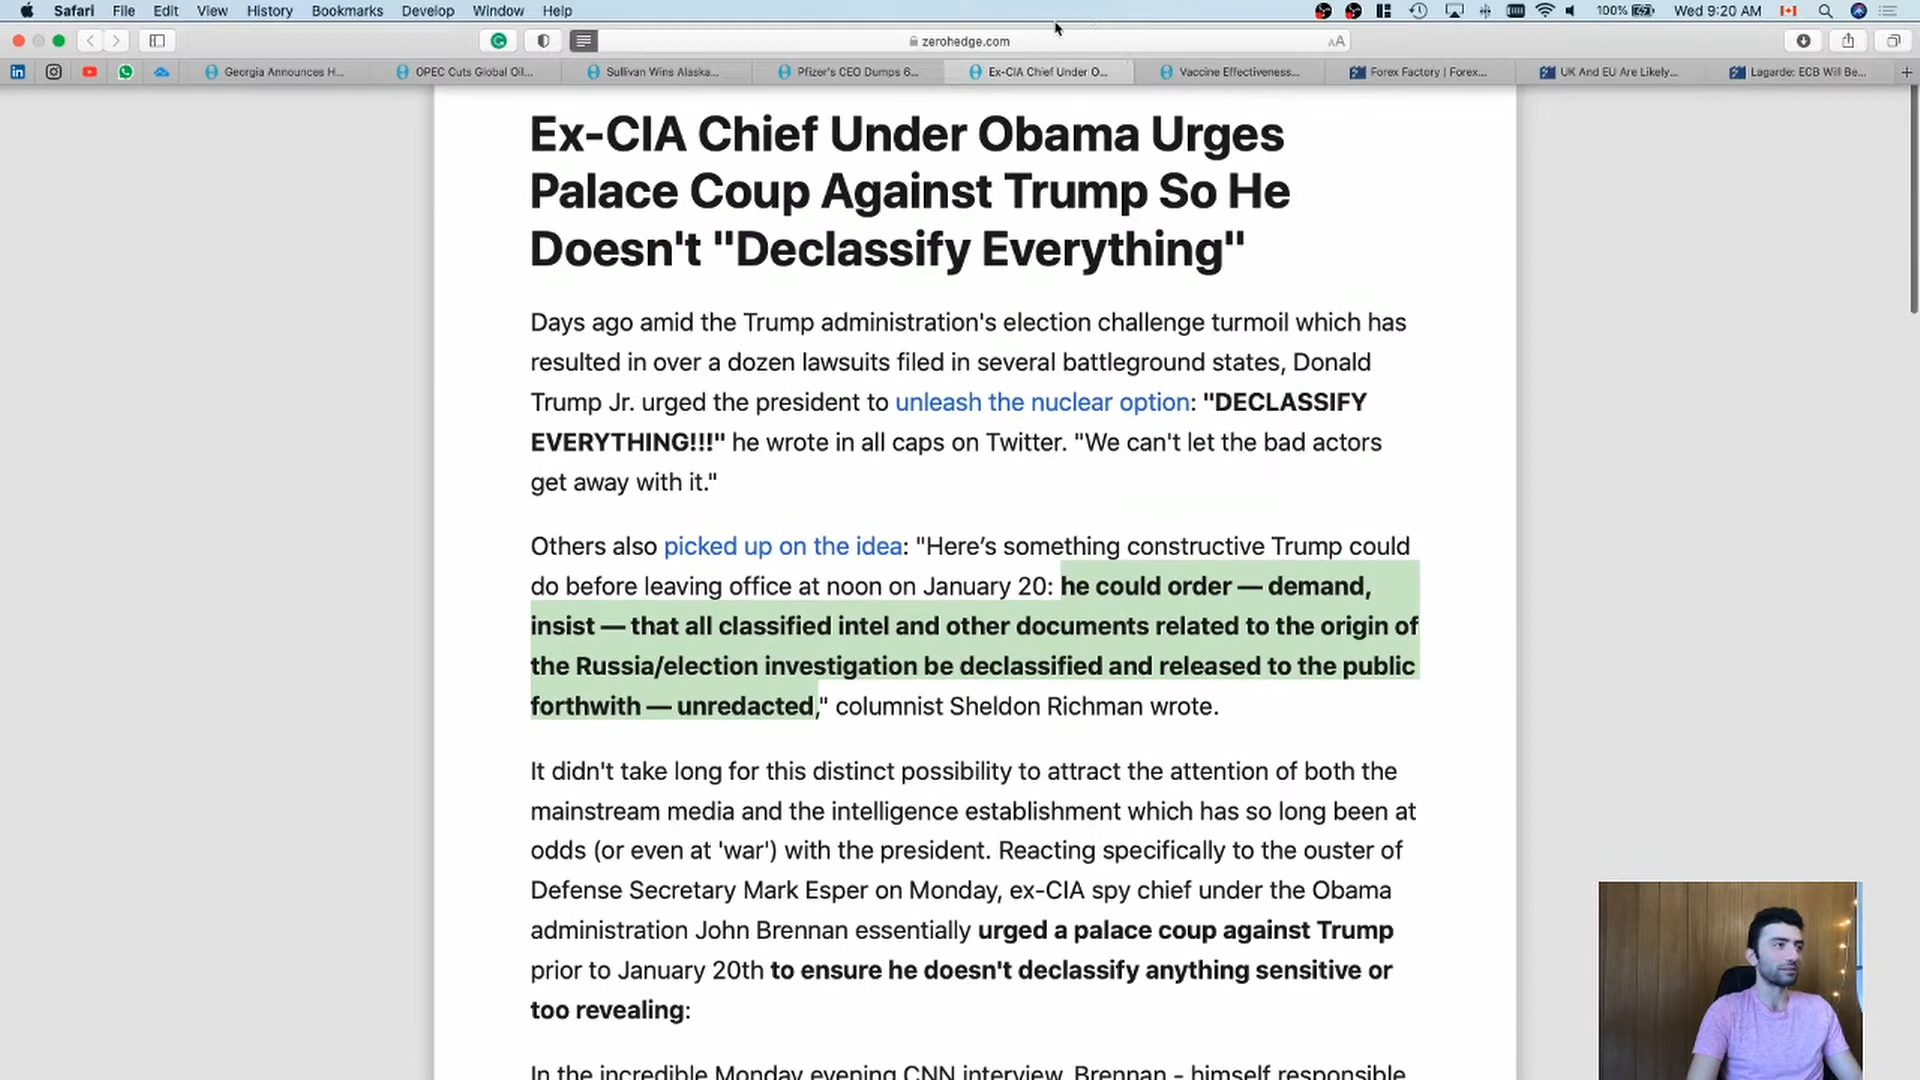 Safari File Edit View History Bookmarks Develop Window Help 100% Wed 9:20 AM
zerohedge.com AA
Georgia Announces H... OPEC Cuts Global Oil... Sullivan Wins Alaska... Pfizer's CEO Dumps 6... Ex-CIA Chief Under O... Vaccine Effectiveness... Forex Factory | Forex... UK And EU Are Likely... Lagarde: ECB Will Be...
Ex-CIA Chief Under Obama Urges
Palace Coup Against Trump So He
Doesn't "Declassify Everything"
Days ago amid the Trump administration's election challenge turmoil which has
resulted in over a dozen lawsuits filed in several battleground states, Donald
Trump Jr. urged the president to unleash the nuclear option: "DECLASSIFY
EVERYTHING!!!" he wrote in all caps on Twitter. "We can't let the bad actors
get away with it."
Others also picked up on the idea: "Here’s something constructive Trump could
do before leaving office at noon on January 20: he could order — demand,
insist — that all classified intel and other documents related to the origin of
the Russia/election investigation be declassified and released to the public
forthwith — unredacted," columnist Sheldon Richman wrote.
It didn't take long for this distinct possibility to attract the attention of both the
mainstream media and the intelligence establishment which has so long been at
odds (or even at 'war') with the president. Reacting specifically to the ouster of
Defense Secretary Mark Esper on Monday, ex-CIA spy chief under the Obama
administration John Brennan essentially urged a palace coup against Trump
prior to January 20th to ensure he doesn't declassify anything sensitive or
too revealing:
In the incredible Monday evening CNN interview, Brennan - himself responsible